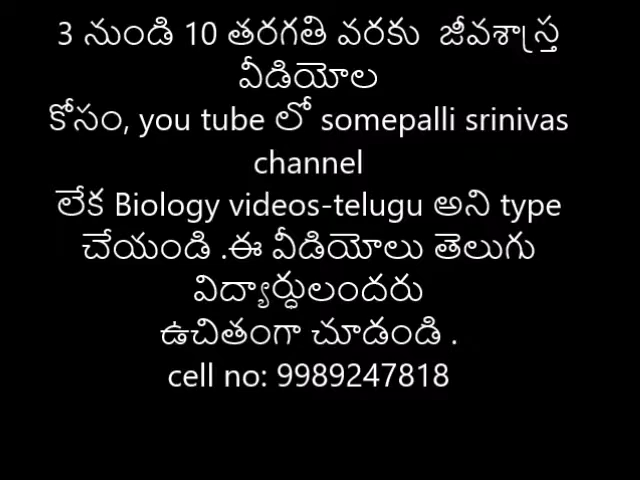 3 నుండి 10 తరగతి వరకు జీవశాస్త్ర
వీడియోల
కోసం, you tube లో somepalli srinivas
channel
లేక Biology videos-telugu అని type
చేయండి .ఈ వీడియోలు తెలుగు
విద్యార్ధులందరు
ఉచితంగా చూడండి .
cell no: 9989247818